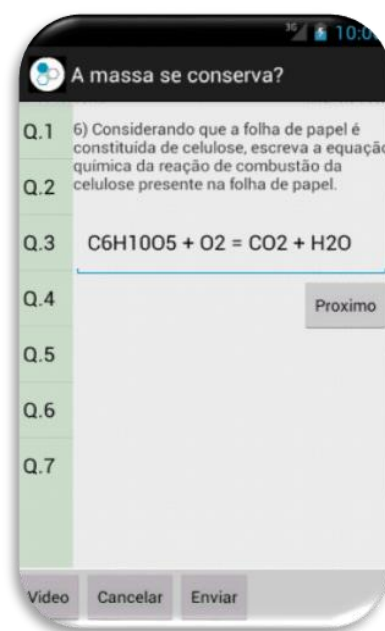 3G 10:0
A massa se conserva?
Q.1
Q.2
Q.3
Q.4
Q.5
Q.6
Q.7
6) Considerando que a folha de papel é
constituída de celulose, escreva a equação
química da reação de combustão da
celulose presente na folha de papel.
C6H10O5 + O2 = CO2 + H2O
Proximo
Video Cancelar Enviar